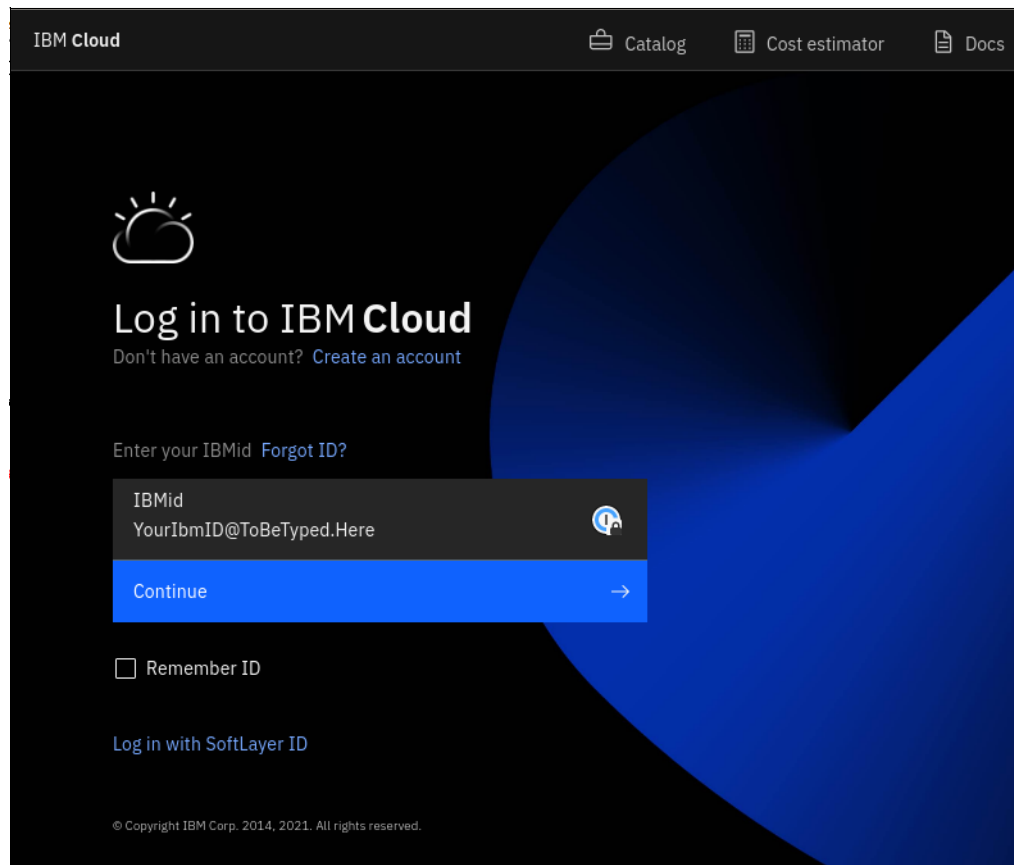 IBM Cloud
Catalog
Cost estimator
Docs
Log in to IBM Cloud
Don't have an account? Create an account
Enter your IBMid Forgot ID?
IBMid
YourIbmID@ToBeTyped.Here
Continue
Remember ID
Log in with SoftLayer ID
© Copyright IBM Corp. 2014, 2021. All rights reserved.